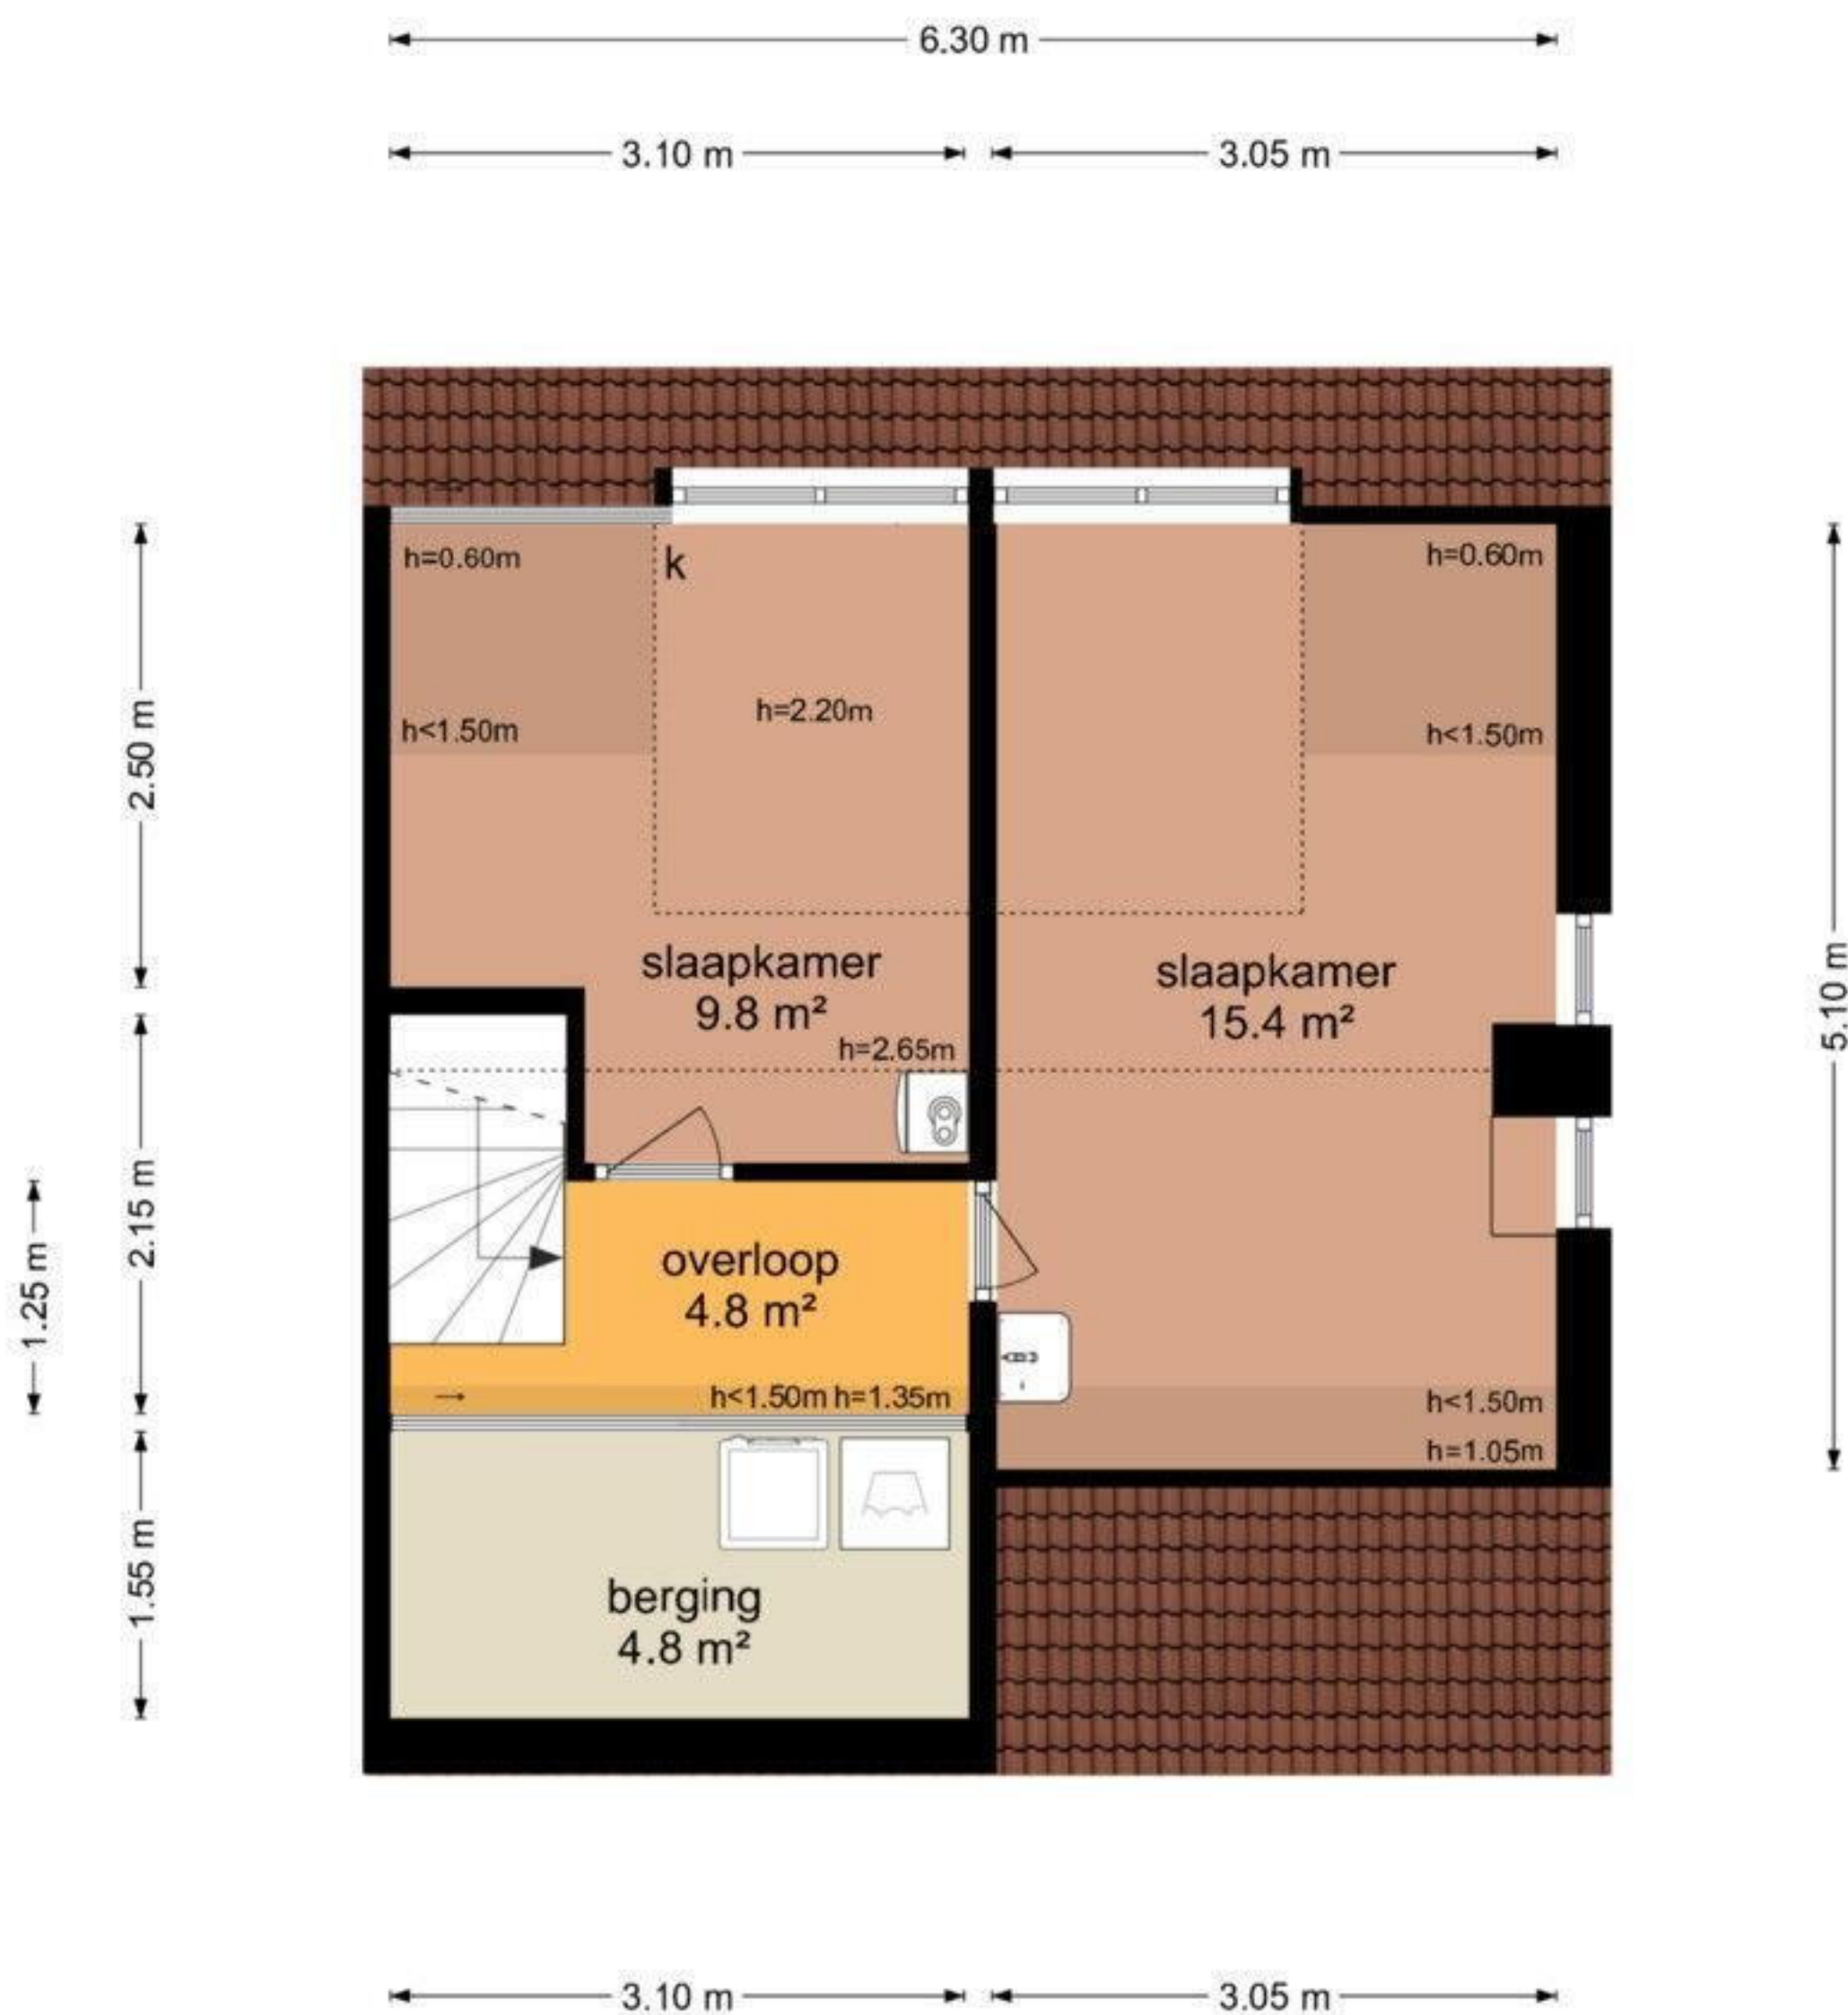 6.30 m
3.10 m
3.05 m
h=0.60m
k
h=0.60m
h=2.20m
h<1.50m
h<1.50m
2.50 m
slaapkamer
9.8 m²
slaapkamer
15.4 m²
h=2.65m
5.10 m
2.15 m
1.25 m
overloop
4.8 m²
h<1.50m h=1.35m
h<1.50m
h=1.05m
1.55 m
berging
4.8 m²
3.10 m
3.05 m